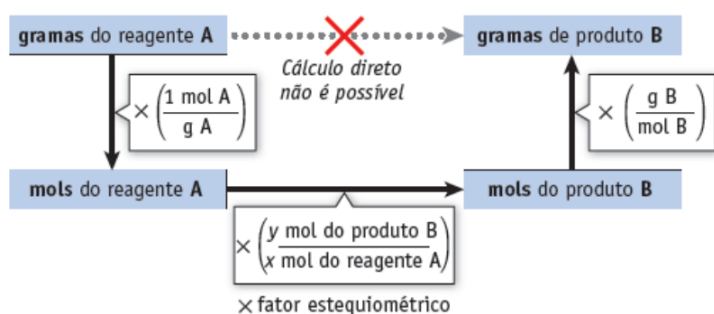 gramas do reagente A
gramas de produto B
Cálculo direto
não é possível
× (1 mol A / g A)
× (g B / mol B)
mols do reagente A
mols do produto B
× (y mol do produto B / x mol do reagente A)
× fator estequiométrico